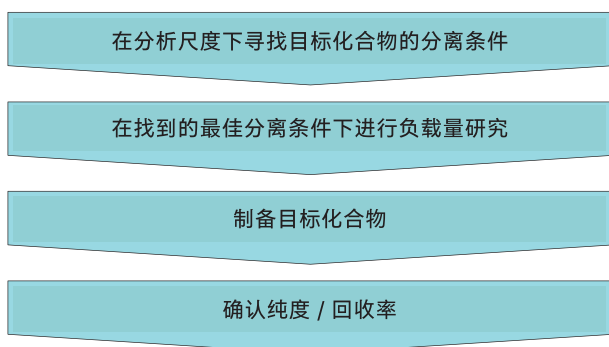 在分析尺度下寻找目标化合物的分离条件
在找到的最佳分离条件下进行负载量研究
制备目标化合物
确认纯度 / 回收率